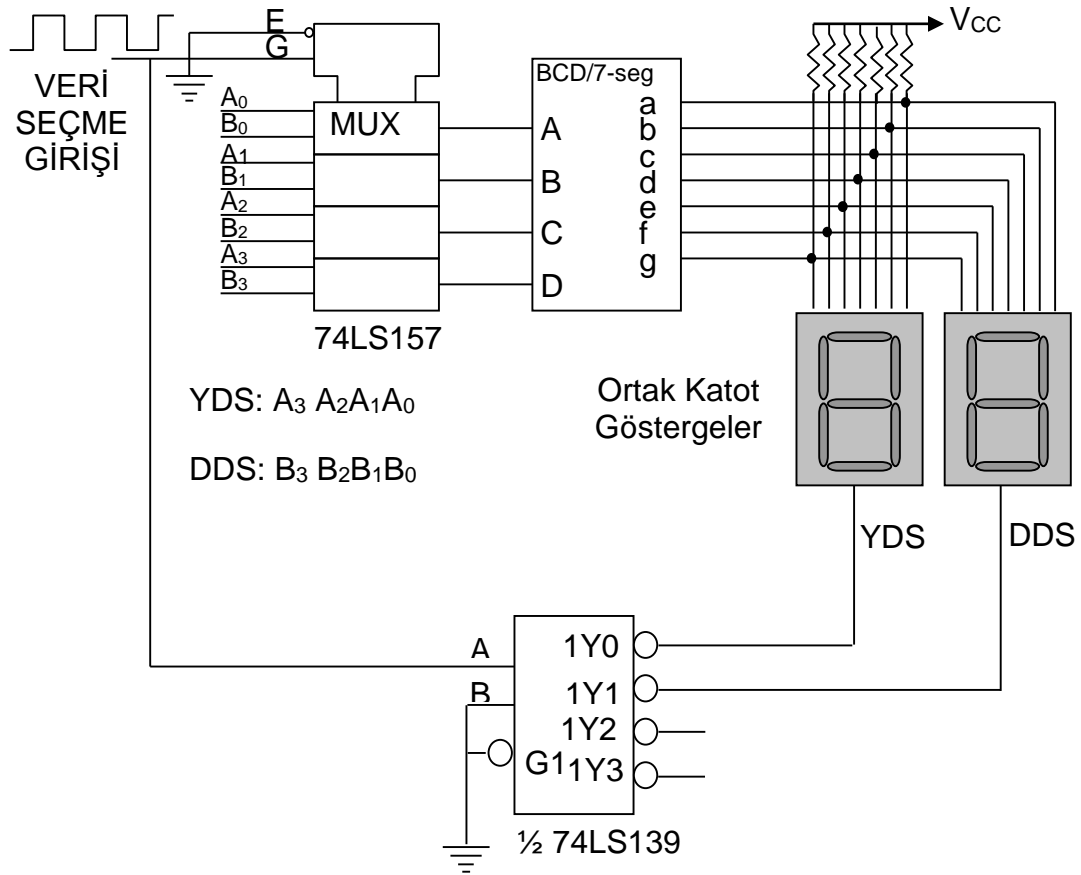 E
G
VERİ
SEÇME
GİRİŞİ
A0
B0
A1
B1
A2
B2
A3
B3
MUX
74LS157
BCD/7-seg
A
B
C
D
a
b
c
d
e
f
g
VCC
YDS: A3 A2A1A0
DDS: B3 B2B1B0
Ortak Katot
Göstergeler
YDS
DDS
A
B
G1
1Y0
1Y1
1Y2
1Y3
½ 74LS139